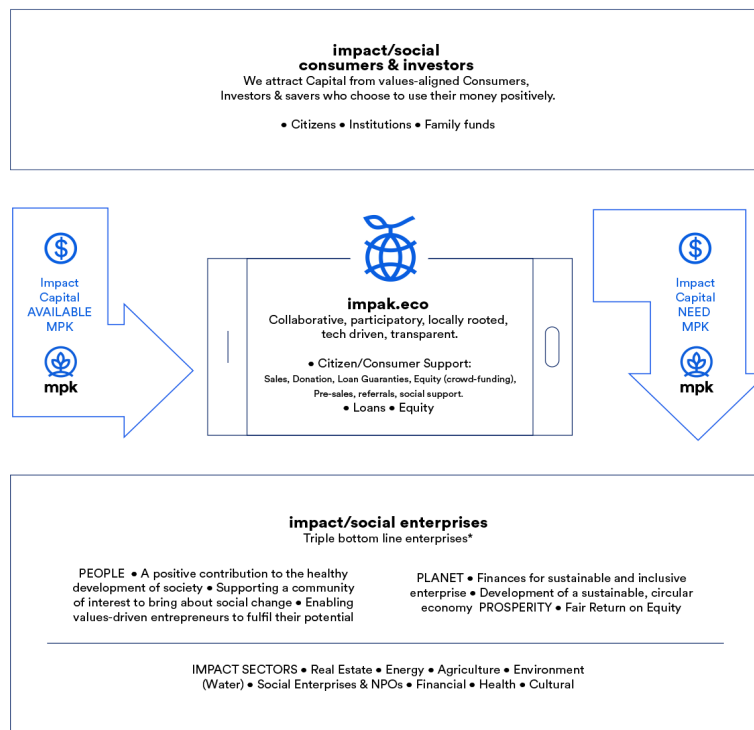 impact/social
consumers & investors
We attract Capital from values-aligned Consumers,
Investors & savers who choose to use their money positively.
● Citizens ● Institutions ● Family funds
$
Impact
Capital
AVAILABLE
MPK
mpk
impak.eco
Collaborative, participatory, locally rooted,
tech driven, transparent.
● Citizen/Consumer Support:
Sales, Donation, Loan Guaranties, Equity (crowd-funding),
Pre-sales, referrals, social support.
● Loans ● Equity
$
Impact
Capital
NEED
MPK
mpk
impact/social enterprises
Triple bottom line enterprises*
PEOPLE ● A positive contribution to the healthy
development of society ● Supporting a community
of interest to bring about social change ● Enabling
values-driven entrepreneurs to fulfil their potential
PLANET ● Finances for sustainable and inclusive
enterprise ● Development of a sustainable, circular
economy PROSPERITY ● Fair Return on Equity
IMPACT SECTORS ● Real Estate ● Energy ● Agriculture ● Environment
(Water) ● Social Enterprises & NPOs ● Financial ● Health ● Cultural